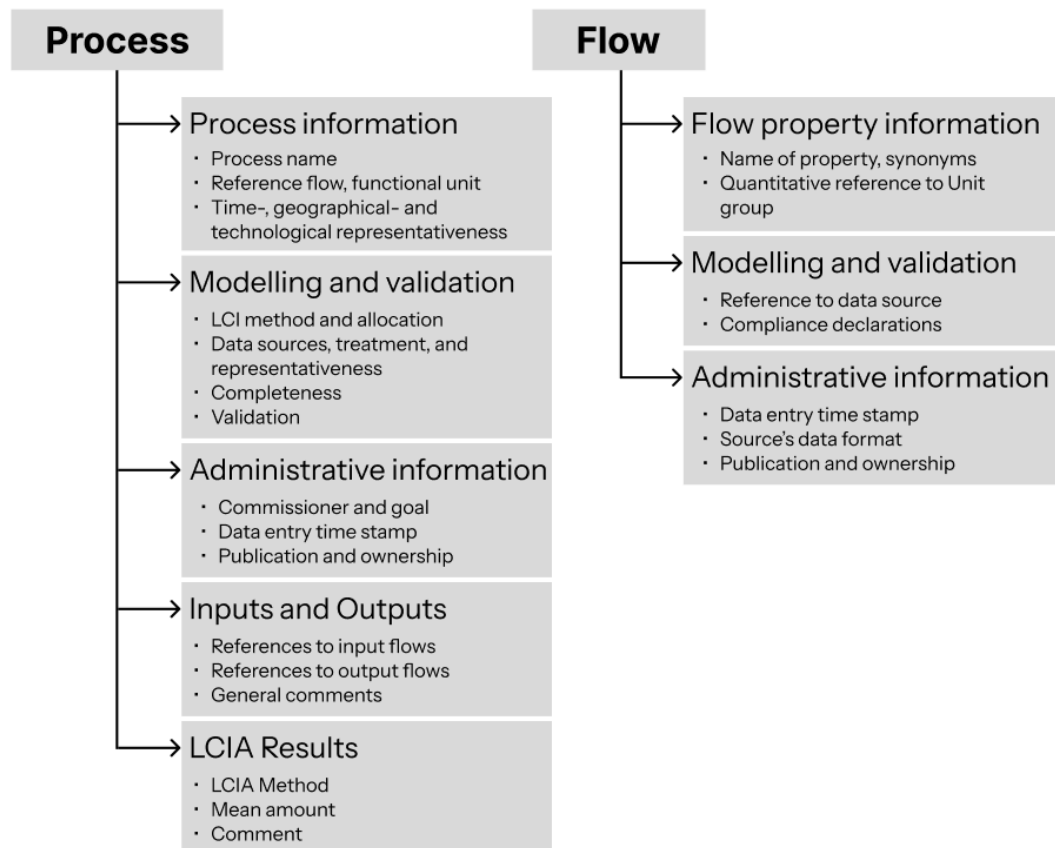 Process
Process information
· Process name
· Reference flow, functional unit
· Time-, geographical- and
technological representativeness
Modelling and validation
· LCI method and allocation
· Data sources, treatment, and
representativeness
· Completeness
· Validation
Administrative information
· Commissioner and goal
· Data entry time stamp
· Publication and ownership
Inputs and Outputs
· References to input flows
· References to output flows
· General comments
LCIA Results
· LCIA Method
· Mean amount
· Comment
Flow
Flow property information
· Name of property, synonyms
· Quantitative reference to Unit
group
Modelling and validation
· Reference to data source
· Compliance declarations
Administrative information
· Data entry time stamp
· Source's data format
· Publication and ownership